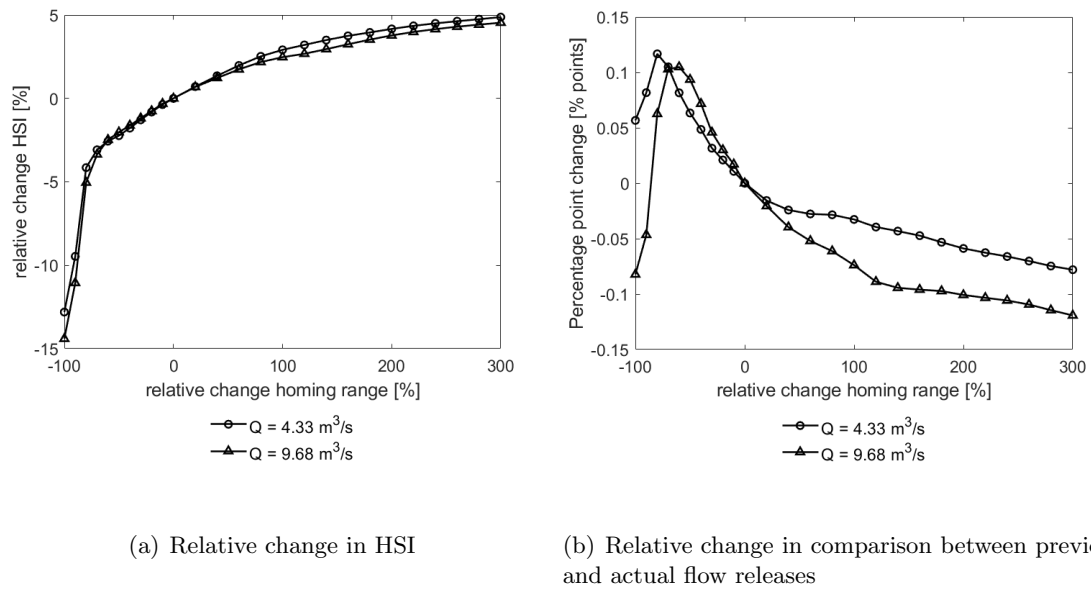 5
0
-5
-10
-15
-100
0
100
200
300
relative change HSI [%]
relative change homing range [%]
Q = 4.33 m³/s
Q = 9.68 m³/s
0.15
0.1
0.05
0
-0.05
-0.1
-0.15
-100
0
100
200
300
Percentage point change [% points]
relative change homing range [%]
Q = 4.33 m³/s
Q = 9.68 m³/s
(a) Relative change in HSI
(b) Relative change in comparison between previ
and actual flow releases